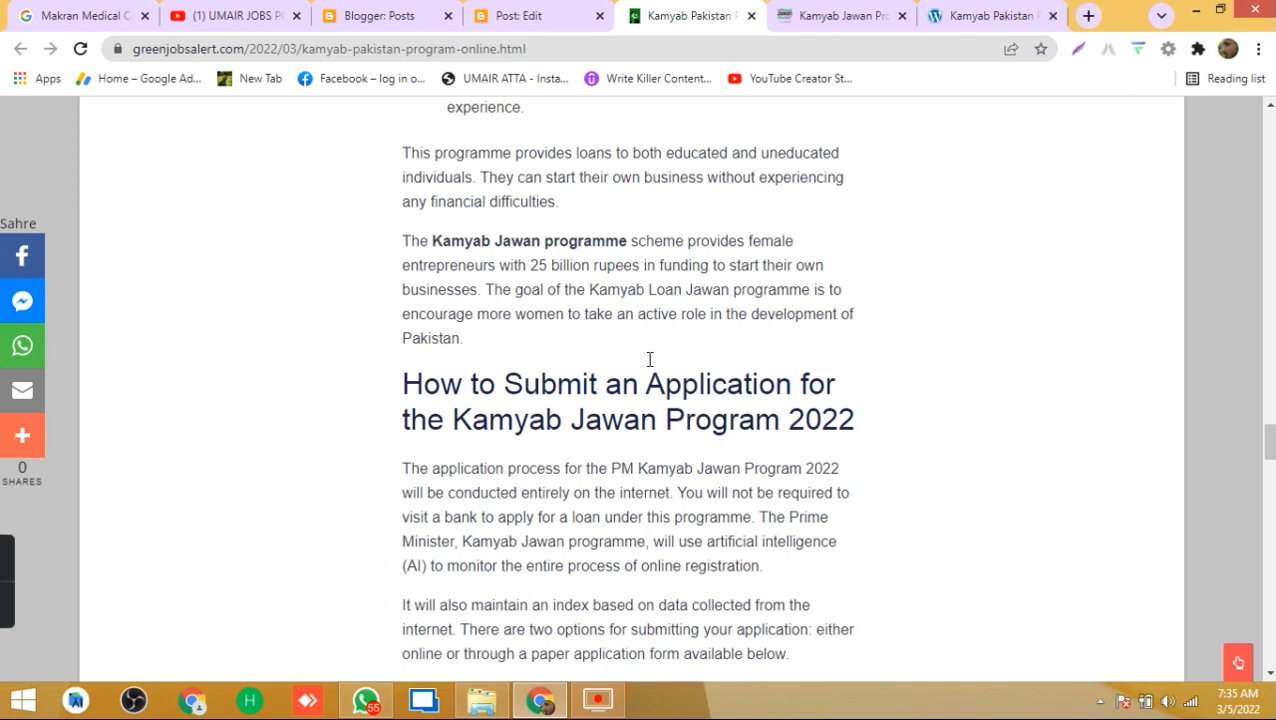 Makran Medical Co
(1) UMAIR JOBS P
Blogger: Posts
Post: Edit
Kamyab Pakistan P
Kamyab Jawan Pro
Kamyab Pakistan
greenjobsalert.com/2022/03/kamyab-pakistan-program-online.html
Apps
Home – Google Ad...
New Tab
Facebook – log in o...
UMAIR ATTA - Insta...
Write Killer Content...
YouTube Creator St...
Reading list
experience.
This programme provides loans to both educated and uneducated
individuals. They can start their own business without experiencing
any financial difficulties.
Sahre
The Kamyab Jawan programme scheme provides female
entrepreneurs with 25 billion rupees in funding to start their own
businesses. The goal of the Kamyab Loan Jawan programme is to
encourage more women to take an active role in the development of
Pakistan.
How to Submit an Application for
the Kamyab Jawan Program 2022
0
SHARES
The application process for the PM Kamyab Jawan Program 2022
will be conducted entirely on the internet. You will not be required to
visit a bank to apply for a loan under this programme. The Prime
Minister, Kamyab Jawan programme, will use artificial intelligence
(AI) to monitor the entire process of online registration.
It will also maintain an index based on data collected from the
internet. There are two options for submitting your application: either
online or through a paper application form available below.
H
55
7:35 AM
3/5/2022